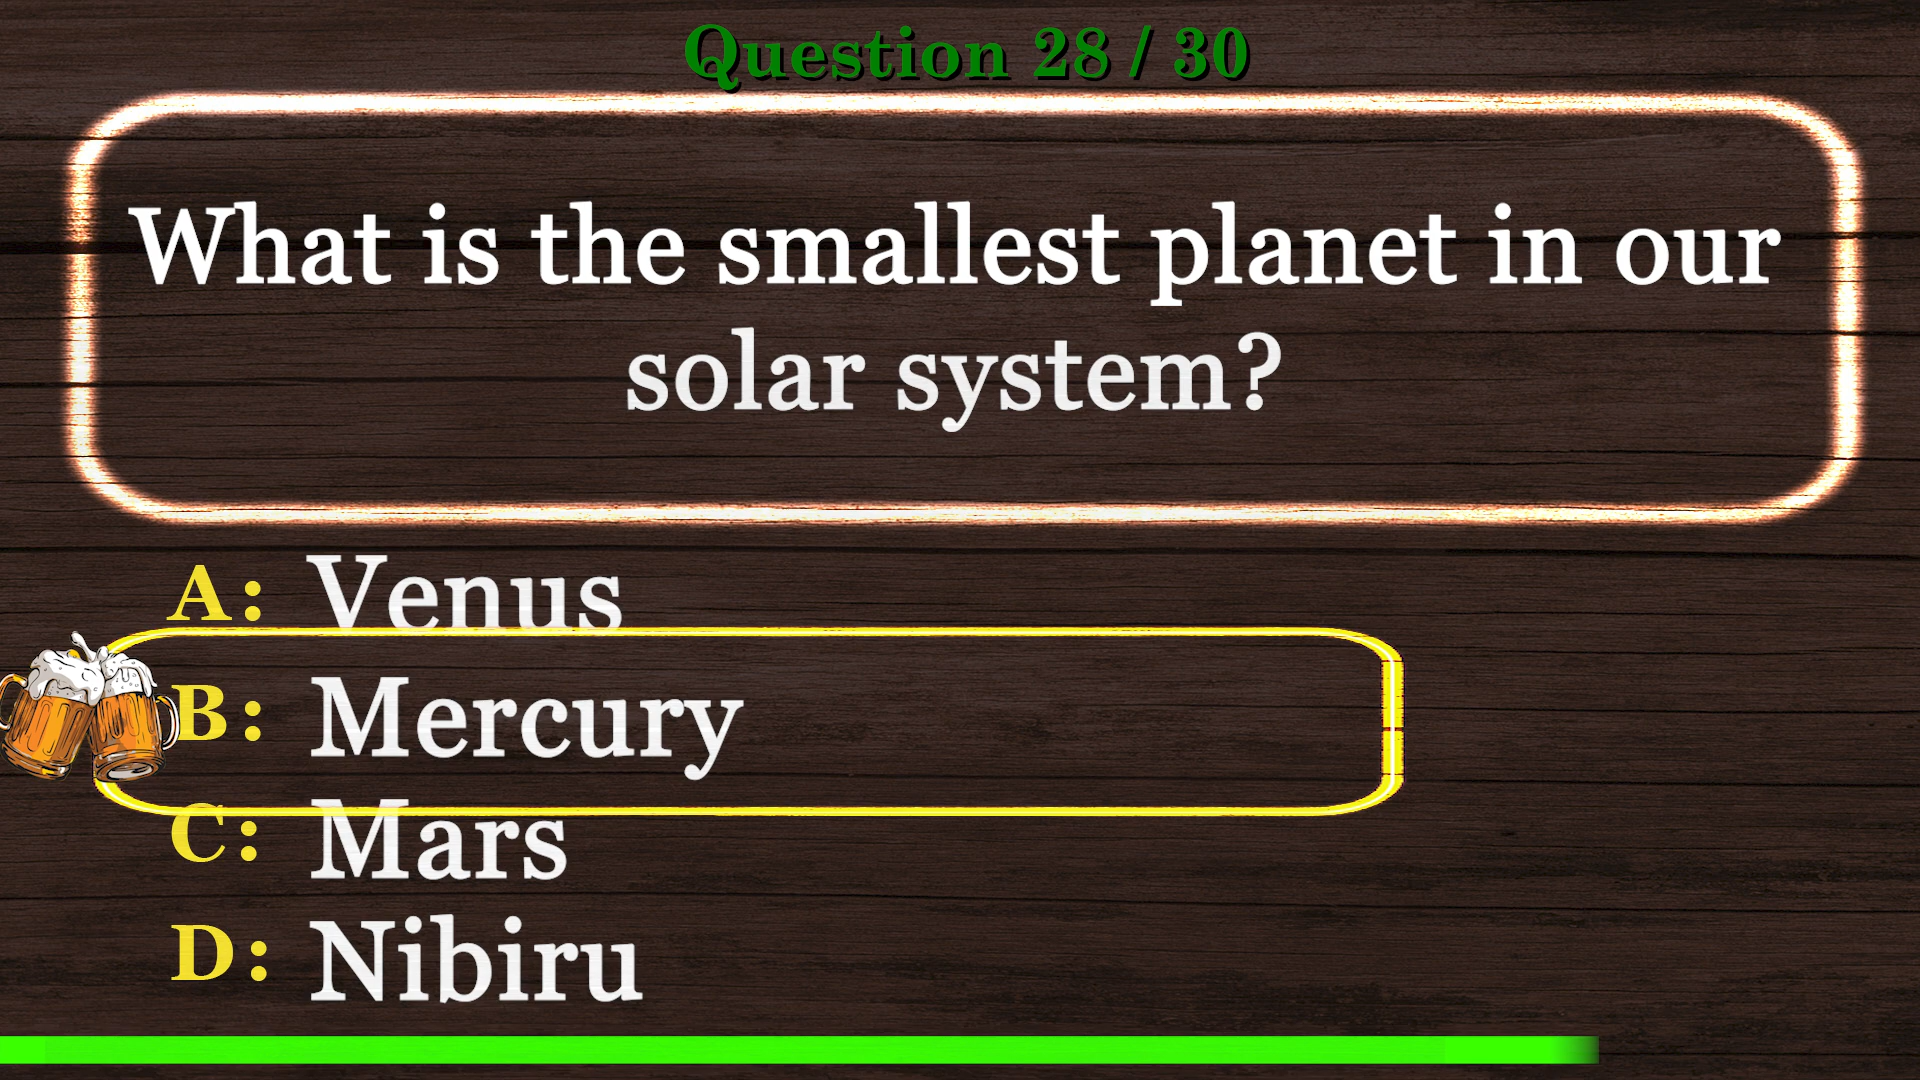 Question 28 / 30
What is the smallest planet in our
solar system?
A: Venus
B: Mercury
C: Mars
D: Nibiru